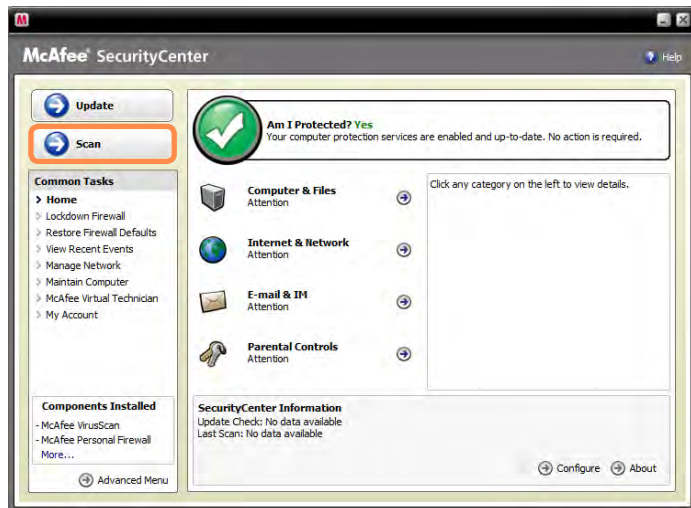 McAfee® SecurityCenter
Help
Update
Scan
Common Tasks
Home
Lockdown Firewall
Restore Firewall Defaults
View Recent Events
Manage Network
Maintain Computer
McAfee Virtual Technician
My Account
Components Installed
- McAfee VirusScan
- McAfee Personal Firewall
More...
Advanced Menu
Am I Protected? Yes
Your computer protection services are enabled and up-to-date. No action is required.
Computer & Files
Attention
Internet & Network
Attention
E-mail & IM
Attention
Parental Controls
Attention
Click any category on the left to view details.
SecurityCenter Information
Update Check: No data available
Last Scan: No data available
Configure
About